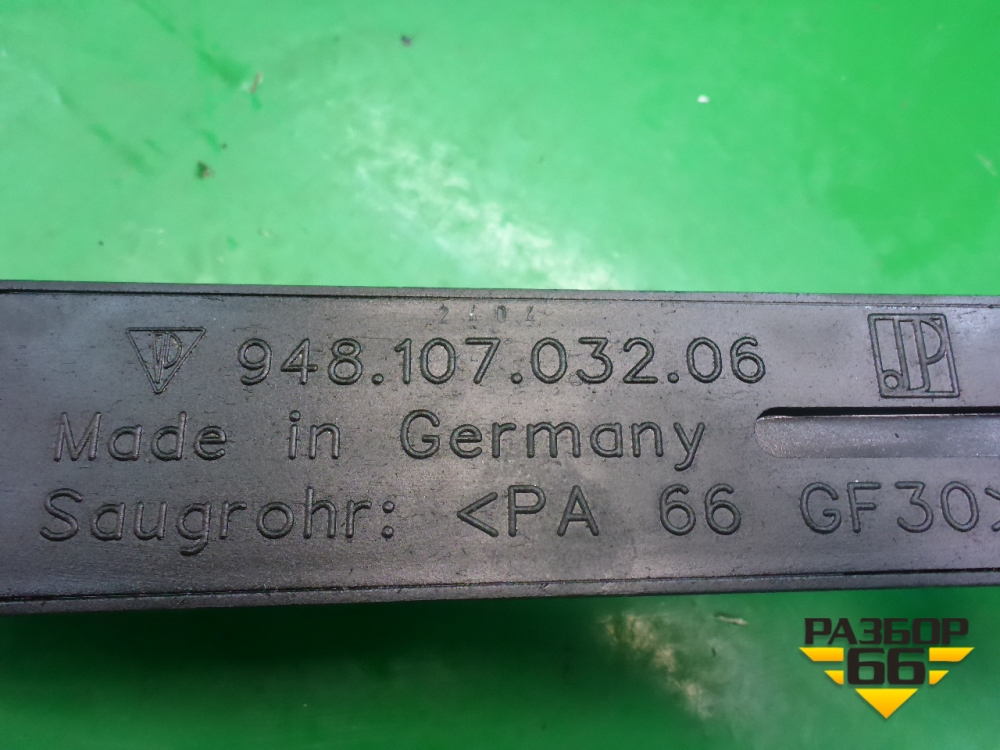 2404
948.107.032.06
Made in Germany
Saugrohr: <PA 66 GF30>
РАЗБОР
66